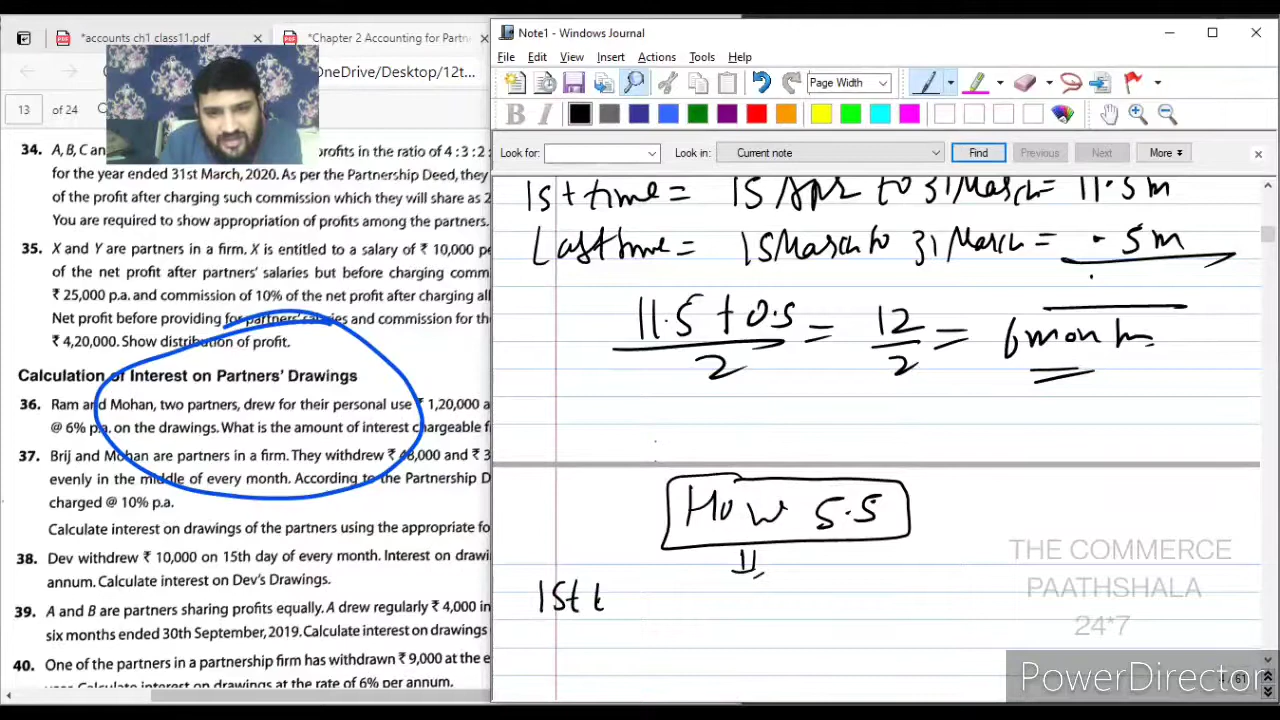 *accounts ch1 class11.pdf
*Chapter 2 Accounting for Partn
OneDrive/Desktop/12t...
13 of 24
34. A, B, C an profits in the ratio of 4 : 3 : 2 :
for the year ended 31st March, 2020. As per the Partnership Deed, they
of the profit after charging such commission which they will share as 2
You are required to show appropriation of profits among the partners.
35. X and Y are partners in a firm. X is entitled to a salary of ₹ 10,000 pe
of the net profit after partners' salaries but before charging comm
₹ 25,000 p.a. and commission of 10% of the net profit after charging all
Net profit before providing for partners' salaries and commission for the
₹ 4,20,000. Show distribution of profit.
Calculation of Interest on Partners' Drawings
36. Ram and Mohan, two partners, drew for their personal use ₹ 1,20,000 a
@ 6% p.a. on the drawings. What is the amount of interest chargeable f
37. Brij and Mohan are partners in a firm. They withdrew ₹ 48,000 and ₹ 3
evenly in the middle of every month. According to the Partnership D
charged @ 10% p.a.
Calculate interest on drawings of the partners using the appropriate fo
38. Dev withdrew ₹ 10,000 on 15th day of every month. Interest on drawi
annum. Calculate interest on Dev's Drawings.
39. A and B are partners sharing profits equally. A drew regularly ₹ 4,000 in
six months ended 30th September, 2019. Calculate interest on drawings
40. One of the partners in a partnership firm has withdrawn ₹ 9,000 at the e
year. Calculate interest on drawings at the rate of 6% per annum.
Note1 - Windows Journal
File Edit View Insert Actions Tools Help
Page Width
B I
Look for: Look in: Current note Find Previous Next More
1st time = 15 Apr to 31 March = 11.5 m
Last time = 15 March to 31 March = .5 m
11.5 + 0.5 / 2 = 12 / 2 = 6 months
How 5.5
1st t
THE COMMERCE
PAATHSHALA
24*7
PowerDirector